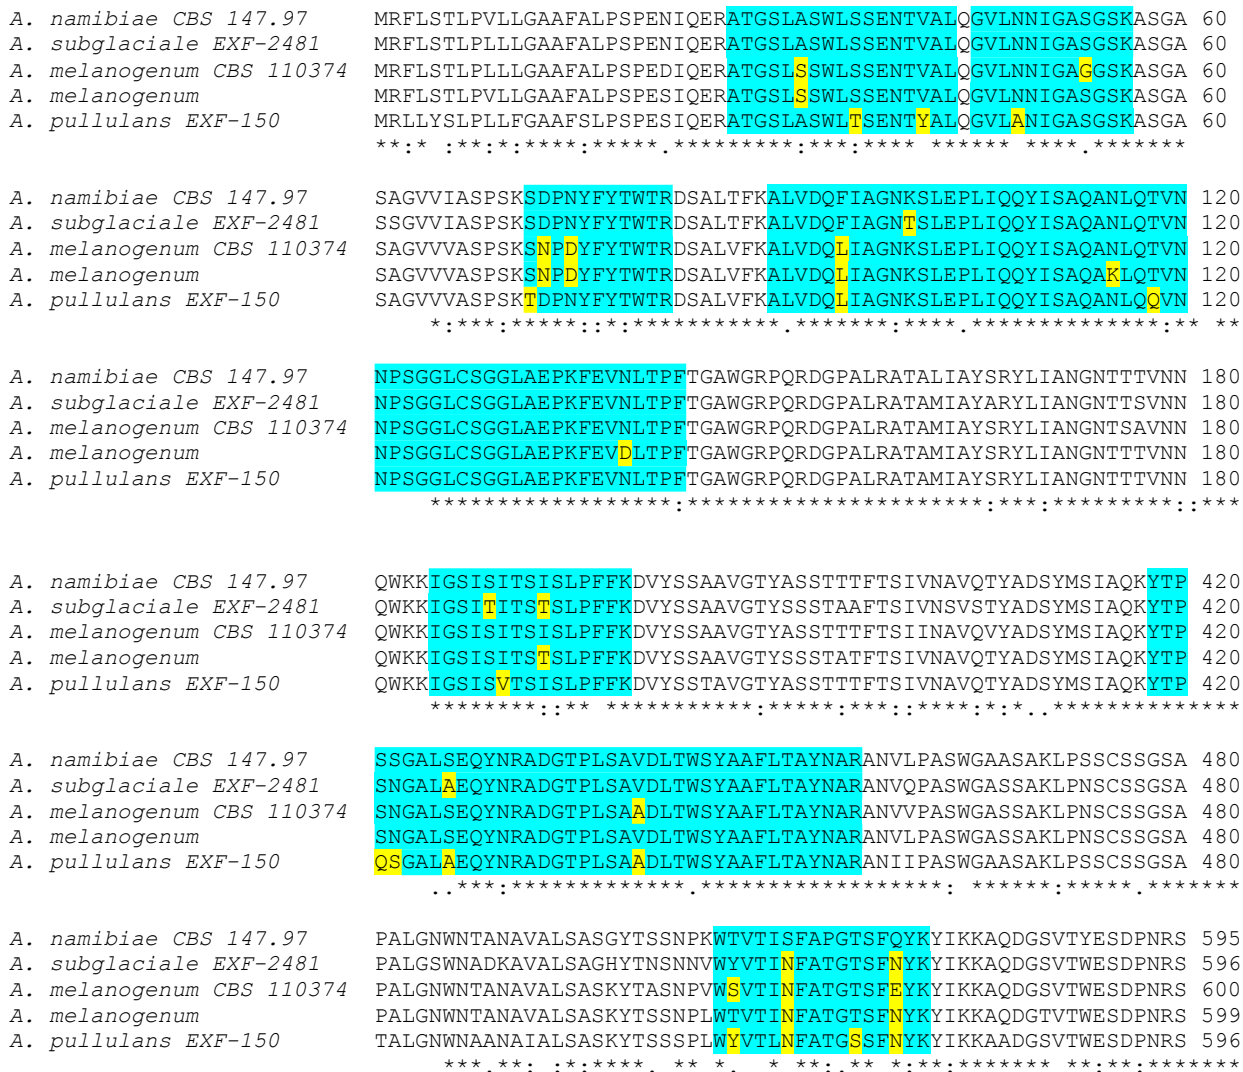 A. namibiae CBS 147.97 MRFLSTLPVLLGAAFALPSPENIQERATGSLASWLSSENTVALQGVLNNIGASGSKASGA 60
A. subglaciale EXF-2481 MRFLSTLPLLLGAAFALPSPENIQERATGSLASWLSSENTVALQGVLNNIGASGSKASGA 60
A. melanogenum CBS 110374 MRFLSTLPLLLGAAFALPSPEDIQERATGSLSSWLSSENTVALQGVLNNIGAGGSKASGA 60
A. melanogenum MRFLSTLPVLLGAAFALPSPESIQERATGSLSSWLSSENTVALQGVLNNIGASGSKASGA 60
A. pullulans EXF-150 MRLLYSLPLLFGAAFSLPSPESIQERATGSLASWLTSENTYALQGVLANIGASGSKASGA 60
**:* :**:*:****:*****.*********:***:**** ****** ****.*******
A. namibiae CBS 147.97 SAGVVIASPSKSDPNYFYTWTRDSALTFKALVDQFIAGNKSLEPLIQQYISAQANLQTVN 120
A. subglaciale EXF-2481 SSGVVIASPSKSDPNYFYTWTRDSALTFKALVDQFIAGNTSLEPLIQQYISAQANLQTVN 120
A. melanogenum CBS 110374 SAGVVVASPSKSNPDYFYTWTRDSALVFKALVDQLIAGNKSLEPLIQQYISAQANLQTVN 120
A. melanogenum SAGVVVASPSKSNPDYFYTWTRDSALVFKALVDQLIAGNKSLEPLIQQYISAQAKLQTVN 120
A. pullulans EXF-150 SAGVVVASPSKTDPNYFYTWTRDSALVFKALVDQLIAGNKSLEPLIQQYISAQANLQQVN 120
*:***:*****::*:***********.*******:****.**************:** **
A. namibiae CBS 147.97 NPSGGLCSGGLAEPKFEVNLTPFTGAWGRPQRDGPALRATALIAYSRYLIANGNTTTVNN 180
A. subglaciale EXF-2481 NPSGGLCSGGLAEPKFEVNLTPFTGAWGRPQRDGPALRATAMIAYARYLIANGNTTSVNN 180
A. melanogenum CBS 110374 NPSGGLCSGGLAEPKFEVNLTPFTGAWGRPQRDGPALRATAMIAYSRYLIANGNTSAVNN 180
A. melanogenum NPSGGLCSGGLAEPKFEVDLTPFTGAWGRPQRDGPALRATAMIAYSRYLIANGNTSTVNN 180
A. pullulans EXF-150 NPSGGLCSGGLAEPKFEVNLTPFTGAWGRPQRDGPALRATAMIAYSRYLIANGNTTTVNN 180
******************:**********************:***:*********::***
A. namibiae CBS 147.97 QWKKIGSISITSISLPFFKDVYSSAAVGTYASSTTTFTSIVNAVQTYADSYMSIAQKYTP 420
A. subglaciale EXF-2481 QWKKIGSITITSTSLPFFKDVYSSAAVGTYSSSTAAFTSIVNSVSTYADSYMSIAQKYTP 420
A. melanogenum CBS 110374 QWKKIGSISITSISLPFFKDVYSSAAVGTYASSTTTFTSIINAVQVYADSYMSIAQKYTP 420
A. melanogenum QWKKIGSISITSTSLPFFKDVYSSAAVGTYSSSTATFTSIVNAVQTYADSYMSIAQKYTP 420
A. pullulans EXF-150 QWKKIGSISVTSISLPFFKDVYSSTAVGTYASSTTTFTSIVNAVQTYADSYMSIAQKYTP 420
********::** ***********:*****:***::****:*:*..**************
A. namibiae CBS 147.97 SSGALSEQYNRADGTPLSAVDLTWSYAAFLTAYNARANVLPASWGAASAKLPSSCSSGSA 480
A. subglaciale EXF-2481 SNGALAEQYNRADGTPLSAVDLTWSYAAFLTAYNARANVQPASWGASSAKLPNSCSSGSA 480
A. melanogenum CBS 110374 SNGALSEQYNRADGTPLSAADLTWSYAAFLTAYNARANVVPASWGASSAKLPNSCSSGSA 480
A. melanogenum SNGALSEQYNRADGTPLSAVDLTWSYAAFLTAYNARANVLPASWGASSAKLPNSCSSGSA 480
A. pullulans EXF-150 QSGALAEQYNRADGTPLSAADLTWSYAAFLTAYNARANIIPASWGAASAKLPSSCSSGSA 480
..***:*************.******************: ******:*****.*******
A. namibiae CBS 147.97 PALGNWNTANAVALSASGYTSSNPKWTVTISFAPGTSFQYKYIKKAQDGSVTYESDPNRS 595
A. subglaciale EXF-2481 PALGSWNADKAVALSAGHYTNSNNVWYVTINFATGTSFNYKYIKKAQDGSVTWESDPNRS 596
A. melanogenum CBS 110374 PALGNWNTANAVALSASKYTASNPVWSVTINFATGTSFEYKYIKKAQDGSVTWESDPNRS 600
A. melanogenum PALGNWNTANAVALSASKYTSSNPLWTVTINFATGTSFNYKYIKKAQDGTVTWESDPNRS 599
A. pullulans EXF-150 TALGNWNAANAIALSASKYTSSSPLWYVTLNFATGSSFNYKYIKKAADGSVTWESDPNRS 596
***.**: :*:****. ** *. * **:.** *:**:******* **:**:*******